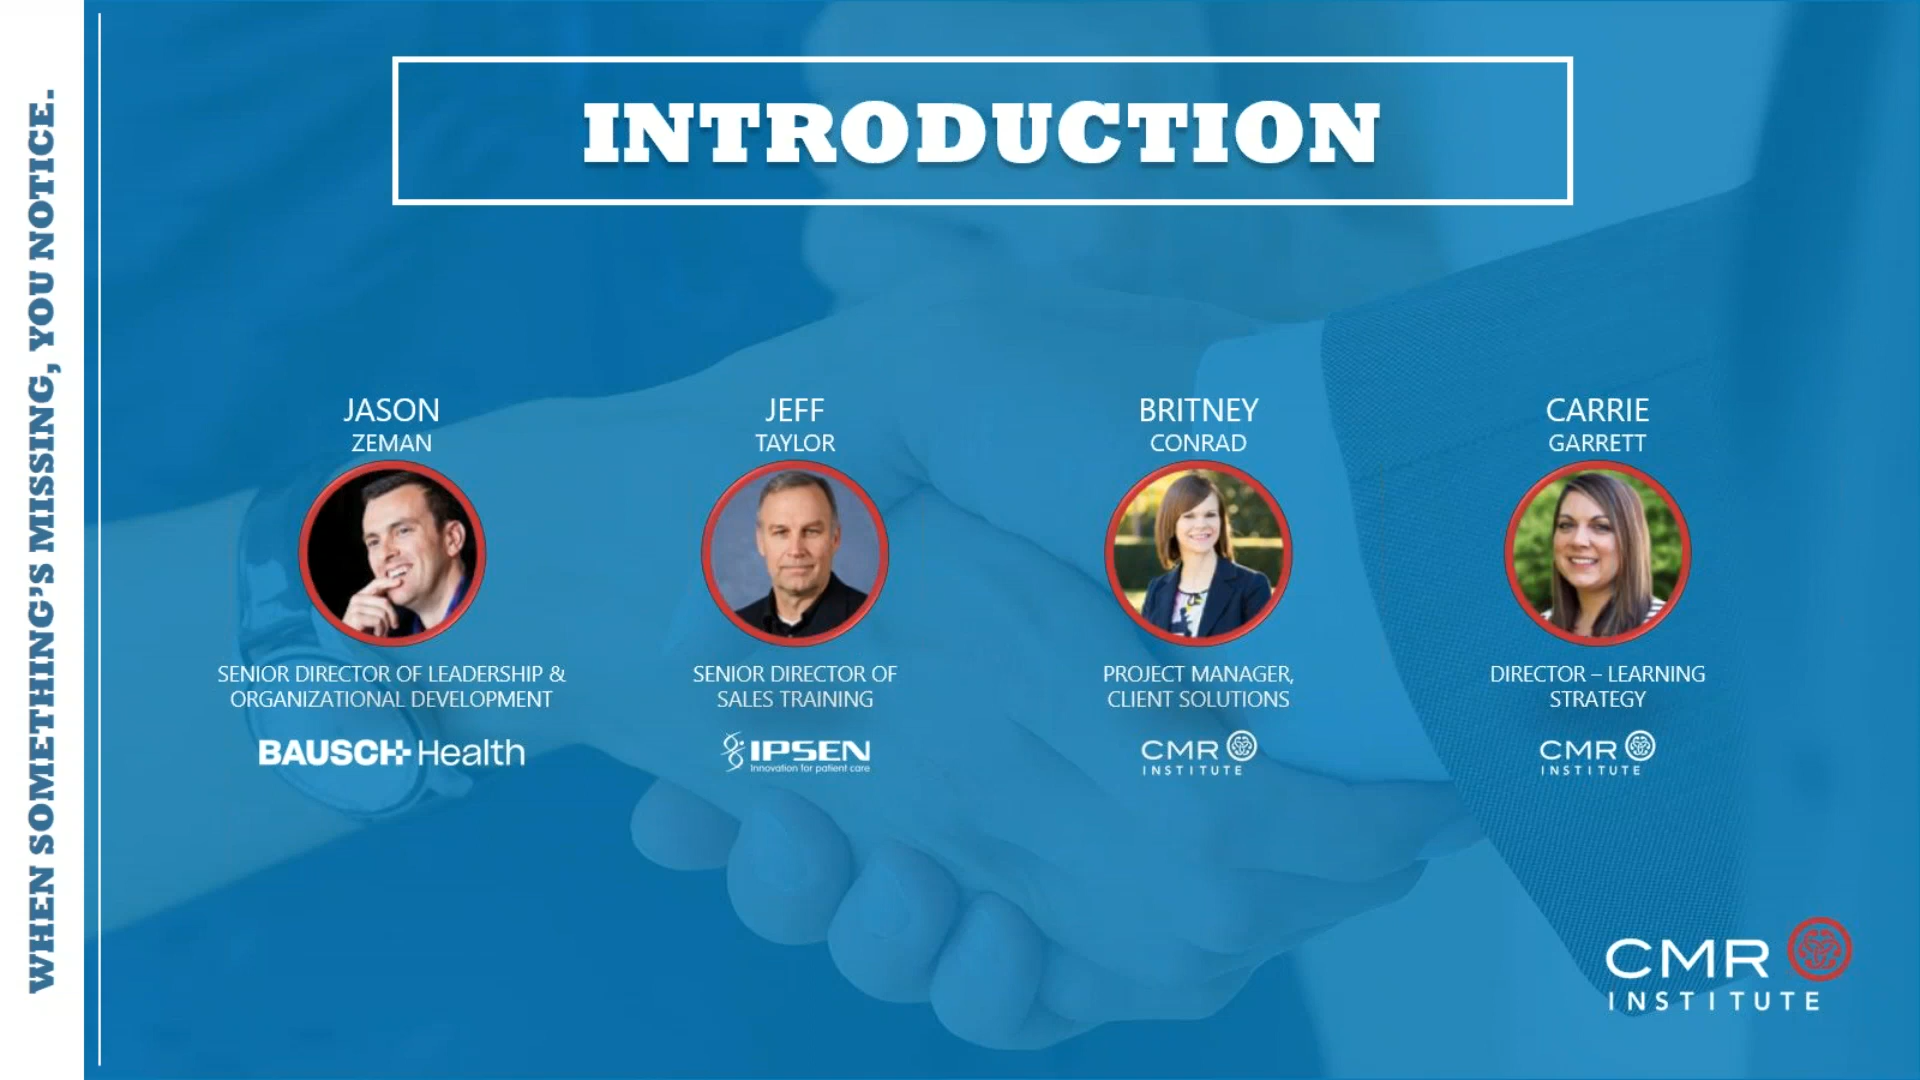 WHEN SOMETHING'S MISSING, YOU NOTICE.
INTRODUCTION
JASON
ZEMAN
SENIOR DIRECTOR OF LEADERSHIP &
ORGANIZATIONAL DEVELOPMENT
BAUSCH+Health
JEFF
TAYLOR
SENIOR DIRECTOR OF
SALES TRAINING
IPSEN
Innovation for patient care
BRITNEY
CONRAD
PROJECT MANAGER,
CLIENT SOLUTIONS
CMR
INSTITUTE
CARRIE
GARRETT
DIRECTOR – LEARNING
STRATEGY
CMR
INSTITUTE
CMR
INSTITUTE